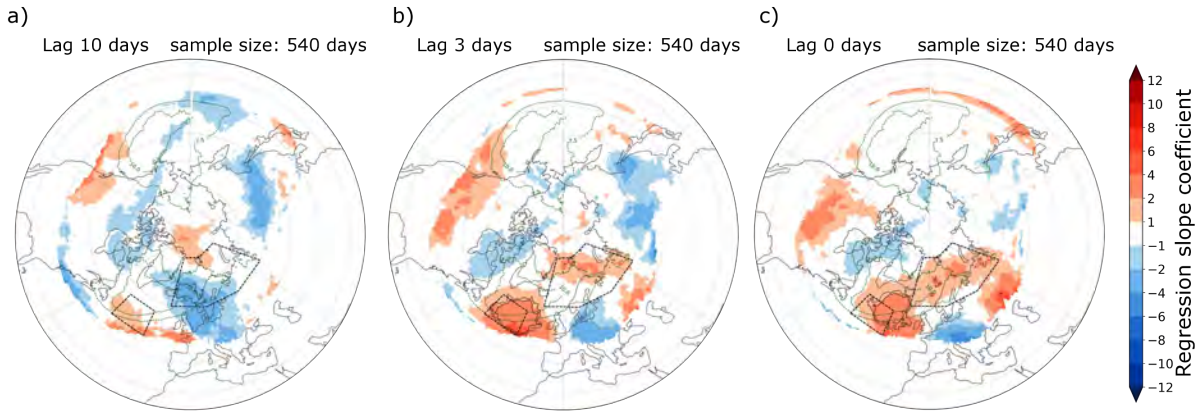 a)
b)
c)
Lag 10 days sample size: 540 days
Lag 3 days sample size: 540 days
Lag 0 days sample size: 540 days
12
10
8
6
4
2
1
−1
−2
−4
−6
−8
−10
−12
Regression slope coefficient